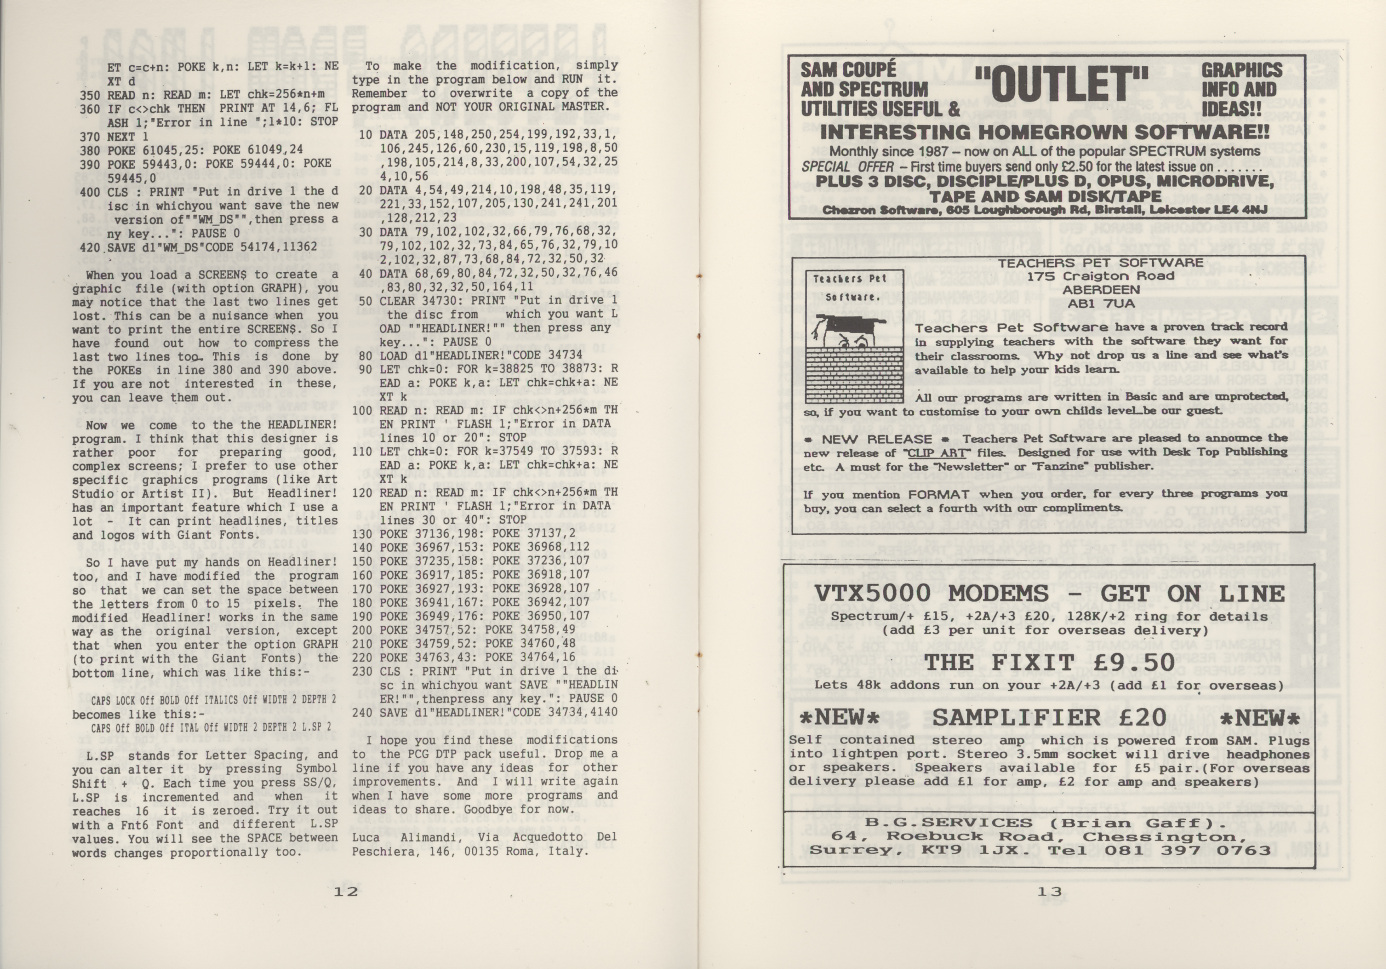 ET c=c+n: POKE k,n: LET k=k+1: NE
XT d
350 READ n: READ m: LET chk=256*n+m
360 IF c<>chk THEN  PRINT AT 14,6; FL
ASH 1;"Error in line ";l*10: STOP
370 NEXT l
380 POKE 61045,25: POKE 61049,24
390 POKE 59443,0: POKE 59444,0: POKE
59445,0
400 CLS : PRINT "Put in drive 1 the d
isc in whichyou want save the new
version of""WM_DS"",then press a
ny key...": PAUSE 0
420 SAVE d1"WM_DS"CODE 54174,11362
When you load a SCREEN$ to create a
graphic file (with option GRAPH), you
may notice that the last two lines get
lost. This can be a nuisance when you
want to print the entire SCREEN$. So I
have found out how to compress the
last two lines too. This is done by
the POKEs in line 380 and 390 above.
If you are not interested in these,
you can leave them out.
Now we come to the the HEADLINER!
program. I think that this designer is
rather poor for preparing good,
complex screens; I prefer to use other
specific graphics programs (like Art
Studio or Artist II). But Headliner!
has an important feature which I use a
lot - It can print headlines, titles
and logos with Giant Fonts.
So I have put my hands on Headliner!
too, and I have modified the program
so that we can set the space between
the letters from 0 to 15 pixels. The
modified Headliner! works in the same
way as the original version, except
that when you enter the option GRAPH
(to print with the Giant Fonts) the
bottom line, which was like this:-
CAPS LOCK Off BOLD Off ITALICS Off WIDTH 2 DEPTH 2
becomes like this:-
CAPS Off BOLD Off ITAL Off WIDTH 2 DEPTH 2 L.SP 2
L.SP stands for Letter Spacing, and
you can alter it by pressing Symbol
Shift + Q. Each time you press SS/Q,
L.SP is incremented and when it
reaches 16 it is zeroed. Try it out
with a Fnt6 Font and different L.SP
values. You will see the SPACE between
words changes proportionally too.
To make the modification, simply
type in the program below and RUN it.
Remember to overwrite a copy of the
program and NOT YOUR ORIGINAL MASTER.
10 DATA 205,148,250,254,199,192,33,1,
106,245,126,60,230,15,119,198,8,50
,198,105,214,8,33,200,107,54,32,25
4,10,56
20 DATA 4,54,49,214,10,198,48,35,119,
221,33,152,107,205,130,241,241,201
,128,212,23
30 DATA 79,102,102,32,66,79,76,68,32,
79,102,102,32,73,84,65,76,32,79,10
2,102,32,87,73,68,84,72,32,50,32
40 DATA 68,69,80,84,72,32,50,32,76,46
,83,80,32,32,50,164,11
50 CLEAR 34730: PRINT "Put in drive 1
the disc from    which you want L
OAD ""HEADLINER!"" then press any
key...": PAUSE 0
80 LOAD d1"HEADLINER!"CODE 34734
90 LET chk=0: FOR k=38825 TO 38873: R
EAD a: POKE k,a: LET chk=chk+a: NE
XT k
100 READ n: READ m: IF chk<>n+256*m TH
EN PRINT ' FLASH 1;"Error in DATA
lines 10 or 20": STOP
110 LET chk=0: FOR k=37549 TO 37593: R
EAD a: POKE k,a: LET chk=chk+a: NE
XT k
120 READ n: READ m: IF chk<>n+256*m TH
EN PRINT ' FLASH 1;"Error in DATA
lines 30 or 40": STOP
130 POKE 37136,198: POKE 37137,2
140 POKE 36967,153: POKE 36968,112
150 POKE 37235,158: POKE 37236,107
160 POKE 36917,185: POKE 36918,107
170 POKE 36927,193: POKE 36928,107
180 POKE 36941,167: POKE 36942,107
190 POKE 36949,176: POKE 36950,107
200 POKE 34757,52: POKE 34758,49
210 POKE 34759,52: POKE 34760,48
220 POKE 34763,43: POKE 34764,16
230 CLS : PRINT "Put in drive 1 the di
sc in whichyou want SAVE ""HEADLIN
ER!"",thenpress any key.": PAUSE 0
240 SAVE d1"HEADLINER!"CODE 34734,4140
I hope you find these modifications
to the PCG DTP pack useful. Drop me a
line if you have any ideas for other
improvements. And I will write again
when I have some more programs and
ideas to share. Goodbye for now.
Luca Alimandi, Via Acquedotto Del
Peschiera, 146, 00135 Roma, Italy.
12
SAM COUPÉ
AND SPECTRUM
UTILITIES USEFUL &
"OUTLET"
GRAPHICS
INFO AND
IDEAS!!
INTERESTING HOMEGROWN SOFTWARE!!
Monthly since 1987 – now on ALL of the popular SPECTRUM systems
SPECIAL OFFER – First time buyers send only £2.50 for the latest issue on .......
PLUS 3 DISC, DISCIPLE/PLUS D, OPUS, MICRODRIVE,
TAPE AND SAM DISK/TAPE
Chezron Software, 605 Loughborough Rd, Birstall, Leicester LE4 4NJ
Teachers Pet
Software.
TEACHERS PET SOFTWARE
175 Craigton Road
ABERDEEN
AB1 7UA
Teachers Pet Software have a proven track record
in supplying teachers with the software they want for
their classrooms. Why not drop us a line and see what's
available to help your kids learn.
All our programs are written in Basic and are unprotected,
so, if you want to customise to your own childs level...be our guest.
• NEW RELEASE • Teachers Pet Software are pleased to announce the
new release of "CLIP ART" files. Designed for use with Desk Top Publishing
etc. A must for the "Newsletter" or "Fanzine" publisher.
If you mention FORMAT when you order, for every three programs you
buy, you can select a fourth with our compliments.
VTX5000 MODEMS – GET ON LINE
Spectrum/+ £15, +2A/+3 £20, 128K/+2 ring for details
(add £3 per unit for overseas delivery)
THE FIXIT £9.50
Lets 48k addons run on your +2A/+3 (add £1 for overseas)
*NEW* SAMPLIFIER £20 *NEW*
Self contained stereo amp which is powered from SAM. Plugs
into lightpen port. Stereo 3.5mm socket will drive headphones
or speakers. Speakers available for £5 pair.(For overseas
delivery please add £1 for amp, £2 for amp and speakers)
B.G.SERVICES (Brian Gaff).
64, Roebuck Road, Chessington,
Surrey, KT9 1JX. Tel 081 397 0763
13